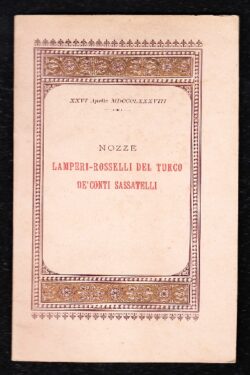 XXVI Aprile MDCCCLXXXVIII
NOZZE
LAMPERI-ROSSELLI DEL TURCO
DE'CONTI SASSATELLI